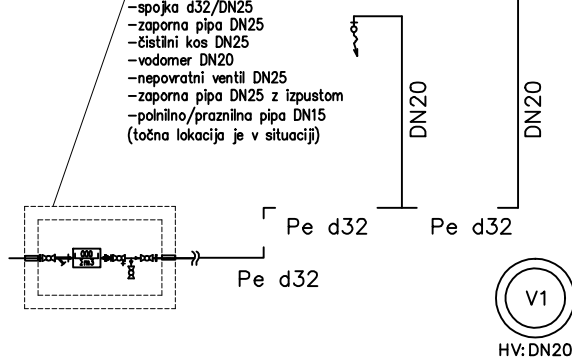 -spojka d32/DN25
-zaporna pipa DN25
-čistilni kos DN25
-vodomer DN20
-nepovratni ventil DN25
-zaporna pipa DN25 z izpustom
-polnilno/praznilna pipa DN15
(točna lokacija je v situaciji)
DN20
DN20
Pe d32
Pe d32
000
Pe d32
V1
HV:DN20